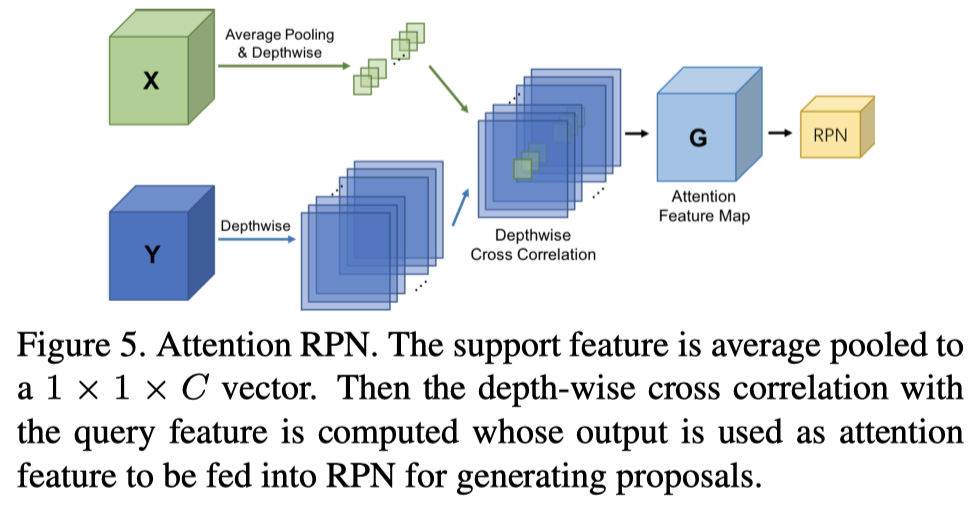 Average Pooling
& Depthwise
X
Y
Depthwise
Depthwise
Cross Correlation
G
Attention
Feature Map
RPN
Figure 5. Attention RPN. The support feature is average pooled to
a 1 × 1 × C vector. Then the depth-wise cross correlation with
the query feature is computed whose output is used as attention
feature to be fed into RPN for generating proposals.